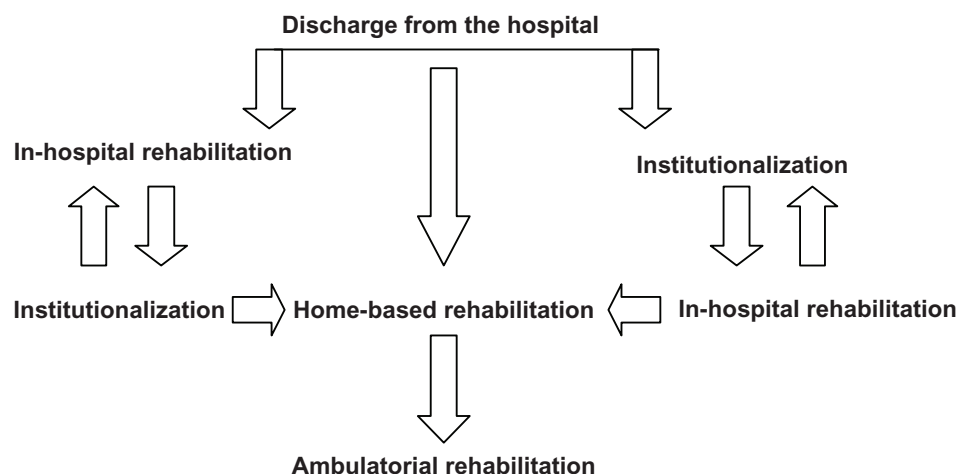 Discharge from the hospital
In-hospital rehabilitation
Institutionalization
Institutionalization
Home-based rehabilitation
In-hospital rehabilitation
Ambulatorial rehabilitation